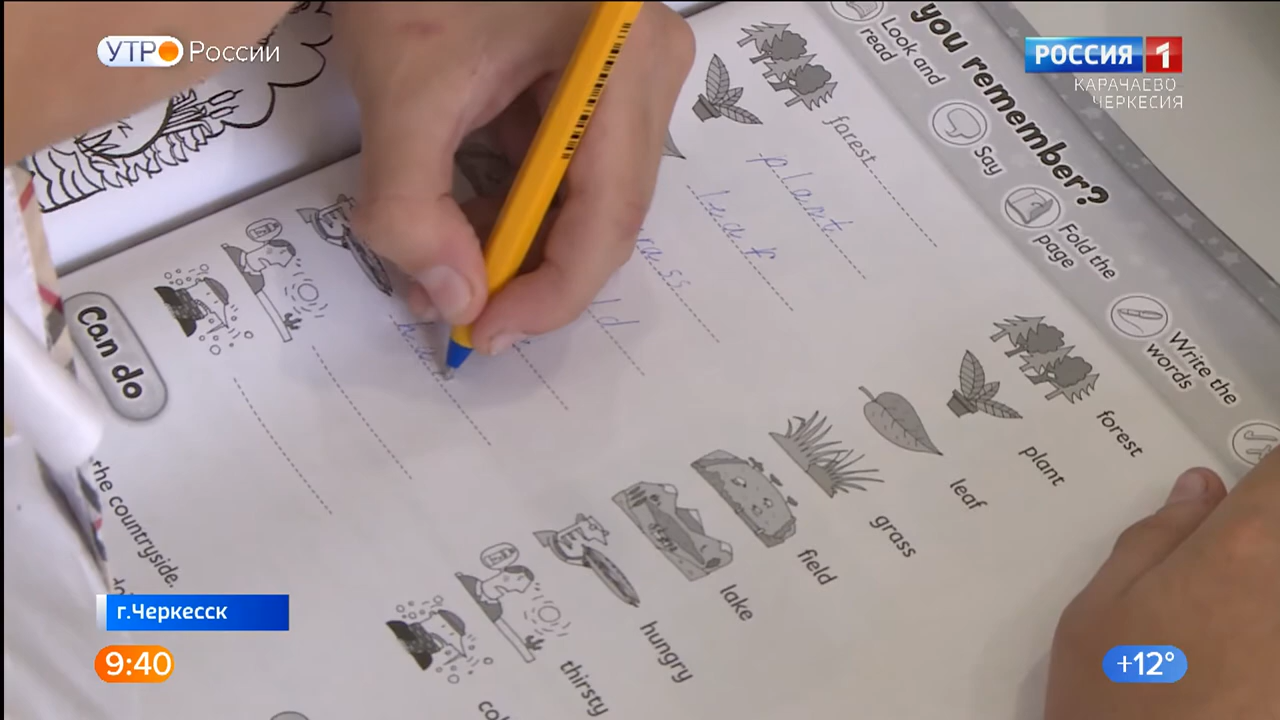 УТРО России
РОССИЯ 1
КАРАЧАЕВО
ЧЕРКЕСИЯ
you remember?
Look and
read
Say
Fold the
page
Write the
words
forest
plant
leaf
forest
plant
leaf
grass
field
lake
hungry
thirsty
Can do
the countryside.
г.Черкесск
9:40
+12°